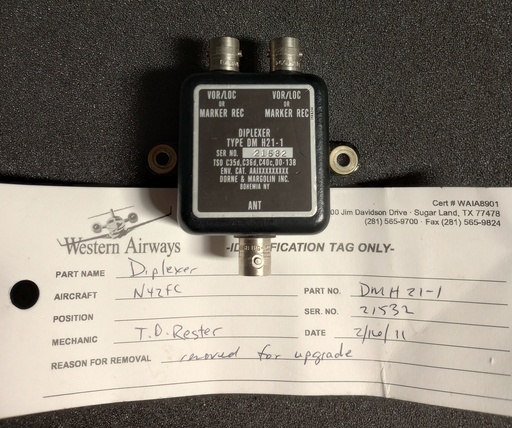 VOR/LOC VOR/LOC
OR OR
MARKER REC MARKER REC
DIPLEXER
TYPE DM H21-1
SER NO. 21532
TSO C35d,C36d,C40c,DO-138
ENV. CAT. AAIXXXXXXXXX
DORNE & MARGOLIN INC.
BOHEMIA NY
ANT
Cert # WAIA8901
00 Jim Davidson Drive · Sugar Land, TX 77478
(281) 565-9700 · Fax (281) 565-9824
Western Airways
-ID FICATION TAG ONLY-
PART NAME Diplexer
PART NO. DMH21-1
AIRCRAFT N42FC
SER. NO. 21532
POSITION
MECHANIC T.D. Rester
DATE 2/16/11
REASON FOR REMOVAL removed for upgrade